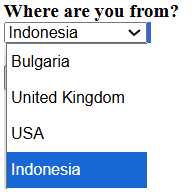 Where are you from?
Indonesia
Bulgaria
United Kingdom
USA
Indonesia